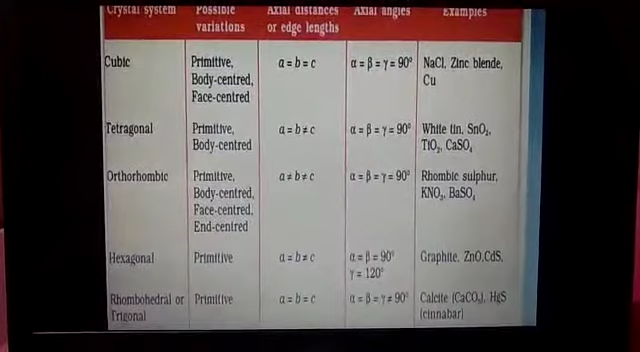 Crystal system Possible variations Axial distances or edge lengths Axial angles Examples
Cubic Primitive, Body-centred, Face-centred a = b = c α = β = γ = 90° NaCl, Zinc blende, Cu
Tetragonal Primitive, Body-centred a = b ≠ c α = β = γ = 90° White tin, SnO₂, TiO₂, CaSO₄
Orthorhombic Primitive, Body-centred, Face-centred, End-centred a ≠ b ≠ c α = β = γ = 90° Rhombic sulphur, KNO₃, BaSO₄
Hexagonal Primitive a = b ≠ c α = β = 90° γ = 120° Graphite, ZnO,CdS,
Rhombohedral or Trigonal Primitive a = b = c α = β = γ ≠ 90° Calcite (CaCO₃), HgS (cinnabar)